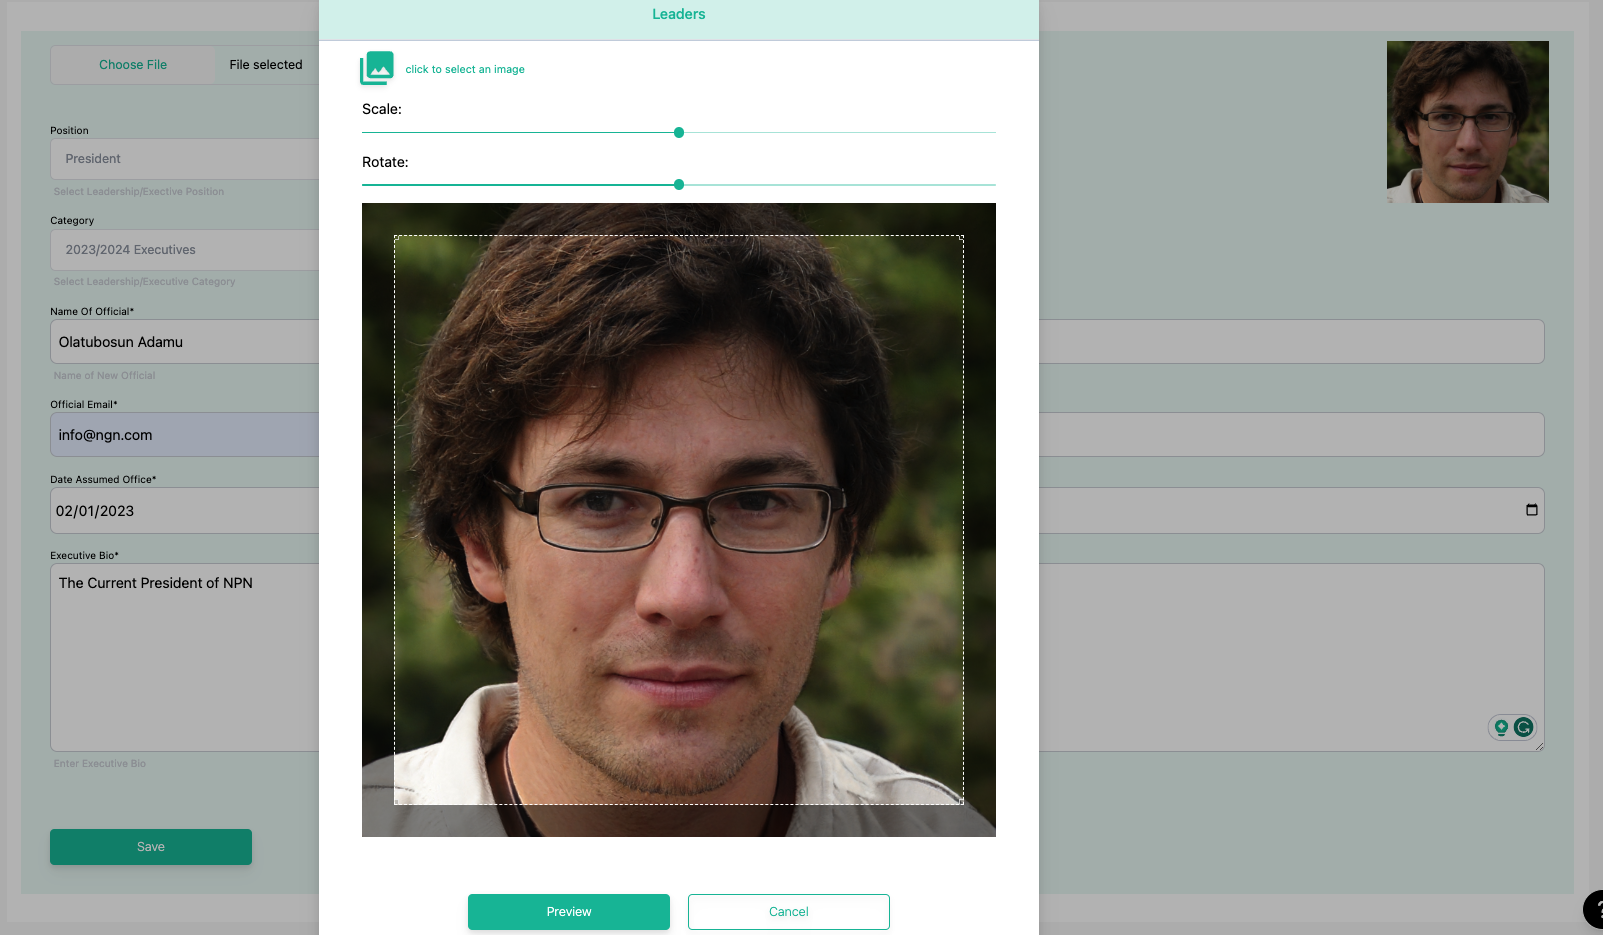 Leaders
Choose File
File selected
click to select an image
Scale:
Rotate:
Position
President
Select Leadership/Exective Position
Category
2023/2024 Executives
Select Leadership/Executive Category
Name Of Official*
Olatubosun Adamu
Name of New Official
Official Email*
info@ngn.com
Date Assumed Office*
02/01/2023
Executive Bio*
The Current President of NPN
Enter Executive Bio
Save
Preview
Cancel
?